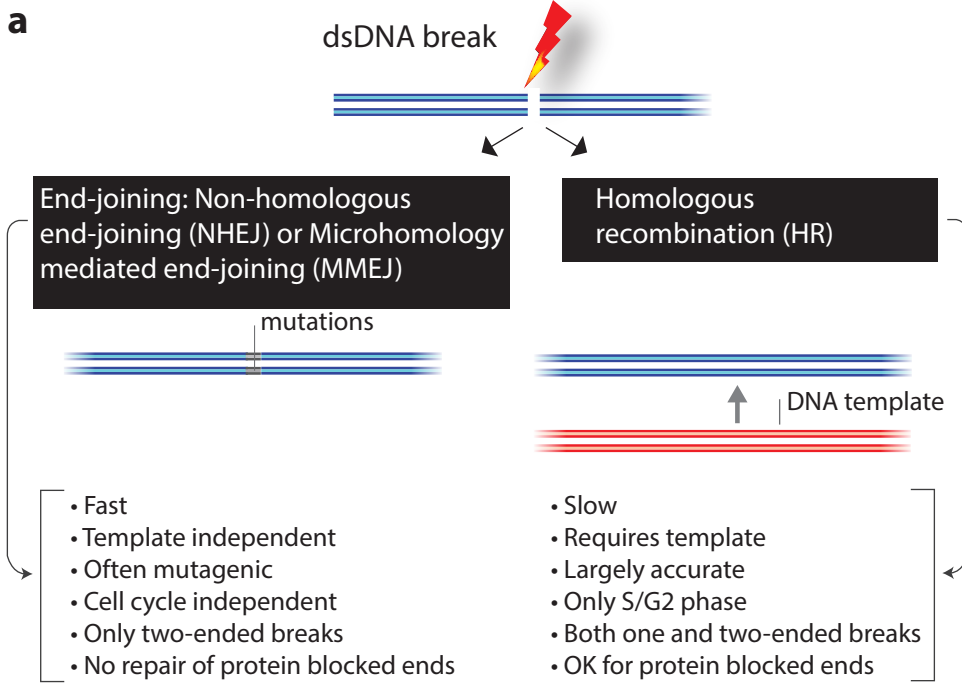 a
dsDNA break
End-joining: Non-homologous
end-joining (NHEJ) or Microhomology
mediated end-joining (MMEJ)
Homologous
recombination (HR)
mutations
DNA template
• Fast
• Template independent
• Often mutagenic
• Cell cycle independent
• Only two-ended breaks
• No repair of protein blocked ends
• Slow
• Requires template
• Largely accurate
• Only S/G2 phase
• Both one and two-ended breaks
• OK for protein blocked ends